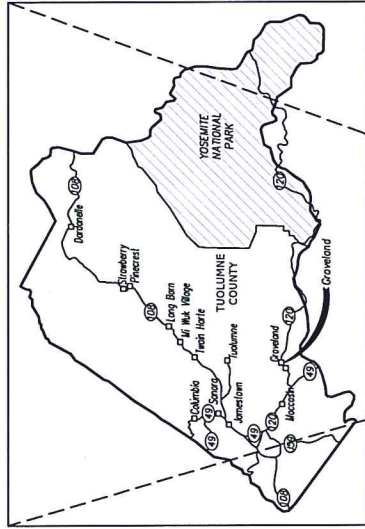 YOSEMITE NATIONAL
PARK
108
Dardanelle
Strawberry
Pinecrest
108
Long Barn
Mi Wuk Village
Twain Harte
TUOLUMNE
COUNTY
Columbia
49
Sonora
49
Jamestown
Tuolumne
120
Groveland
120
Groveland
49
Moccasin
120
49
108